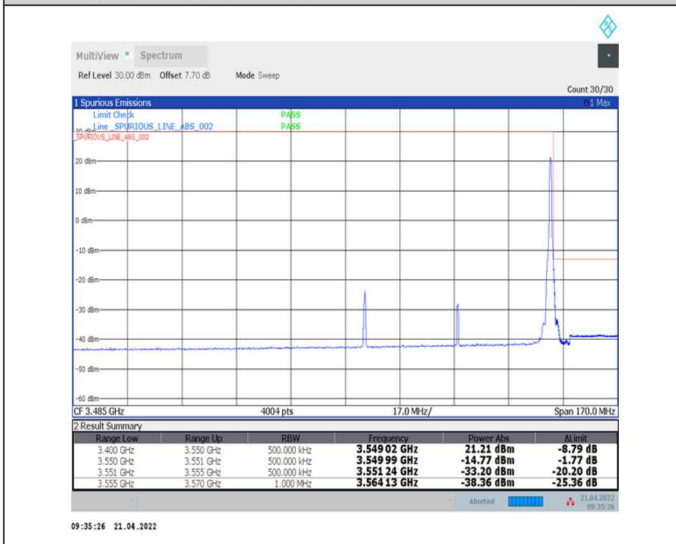 MultiView Spectrum
Ref Level 30.00 dBm Offset 7.70 dB Mode Sweep
Count 30/30
1 Spurious Emissions 1 Max
Limit Check PASS
Line _SPURIOUS_LINE_ABS_002 PASS
_SPURIOUS_LINE_ABS_002
20 dBm
10 dBm
0 dBm
-10 dBm
-20 dBm
-30 dBm
-40 dBm
-50 dBm
-60 dBm
CF 3.485 GHz 4004 pts 17.0 MHz/ Span 170.0 MHz
2 Result Summary
Range Low Range Up RBW Frequency Power Abs ΔLimit
3.400 GHz 3.550 GHz 500.000 kHz 3.549 02 GHz 21.21 dBm -8.79 dB
3.550 GHz 3.551 GHz 500.000 kHz 3.549 99 GHz -14.77 dBm -1.77 dB
3.551 GHz 3.555 GHz 500.000 kHz 3.551 24 GHz -33.20 dBm -20.20 dB
3.555 GHz 3.570 GHz 1.000 MHz 3.564 13 GHz -38.36 dBm -25.36 dB
Aborted 21.04.2022
09:35:26
09:35:26 21.04.2022